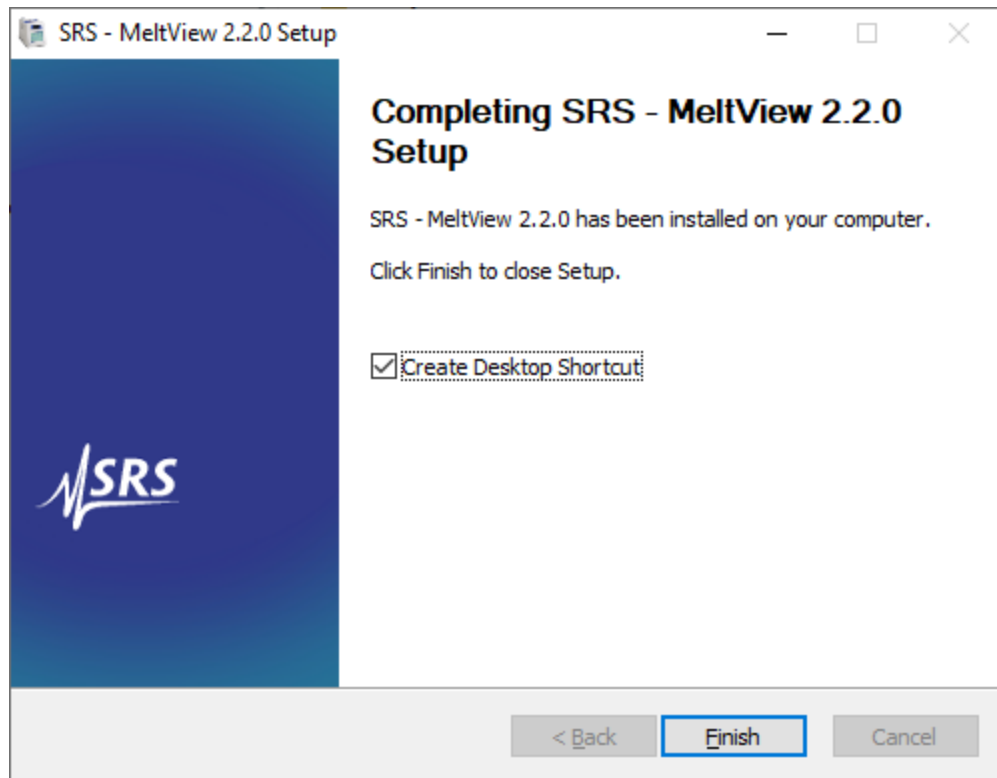 SRS - MeltView 2.2.0 Setup
Completing SRS - MeltView 2.2.0
Setup
SRS - MeltView 2.2.0 has been installed on your computer.
Click Finish to close Setup.
Create Desktop Shortcut
SRS
< Back
Finish
Cancel